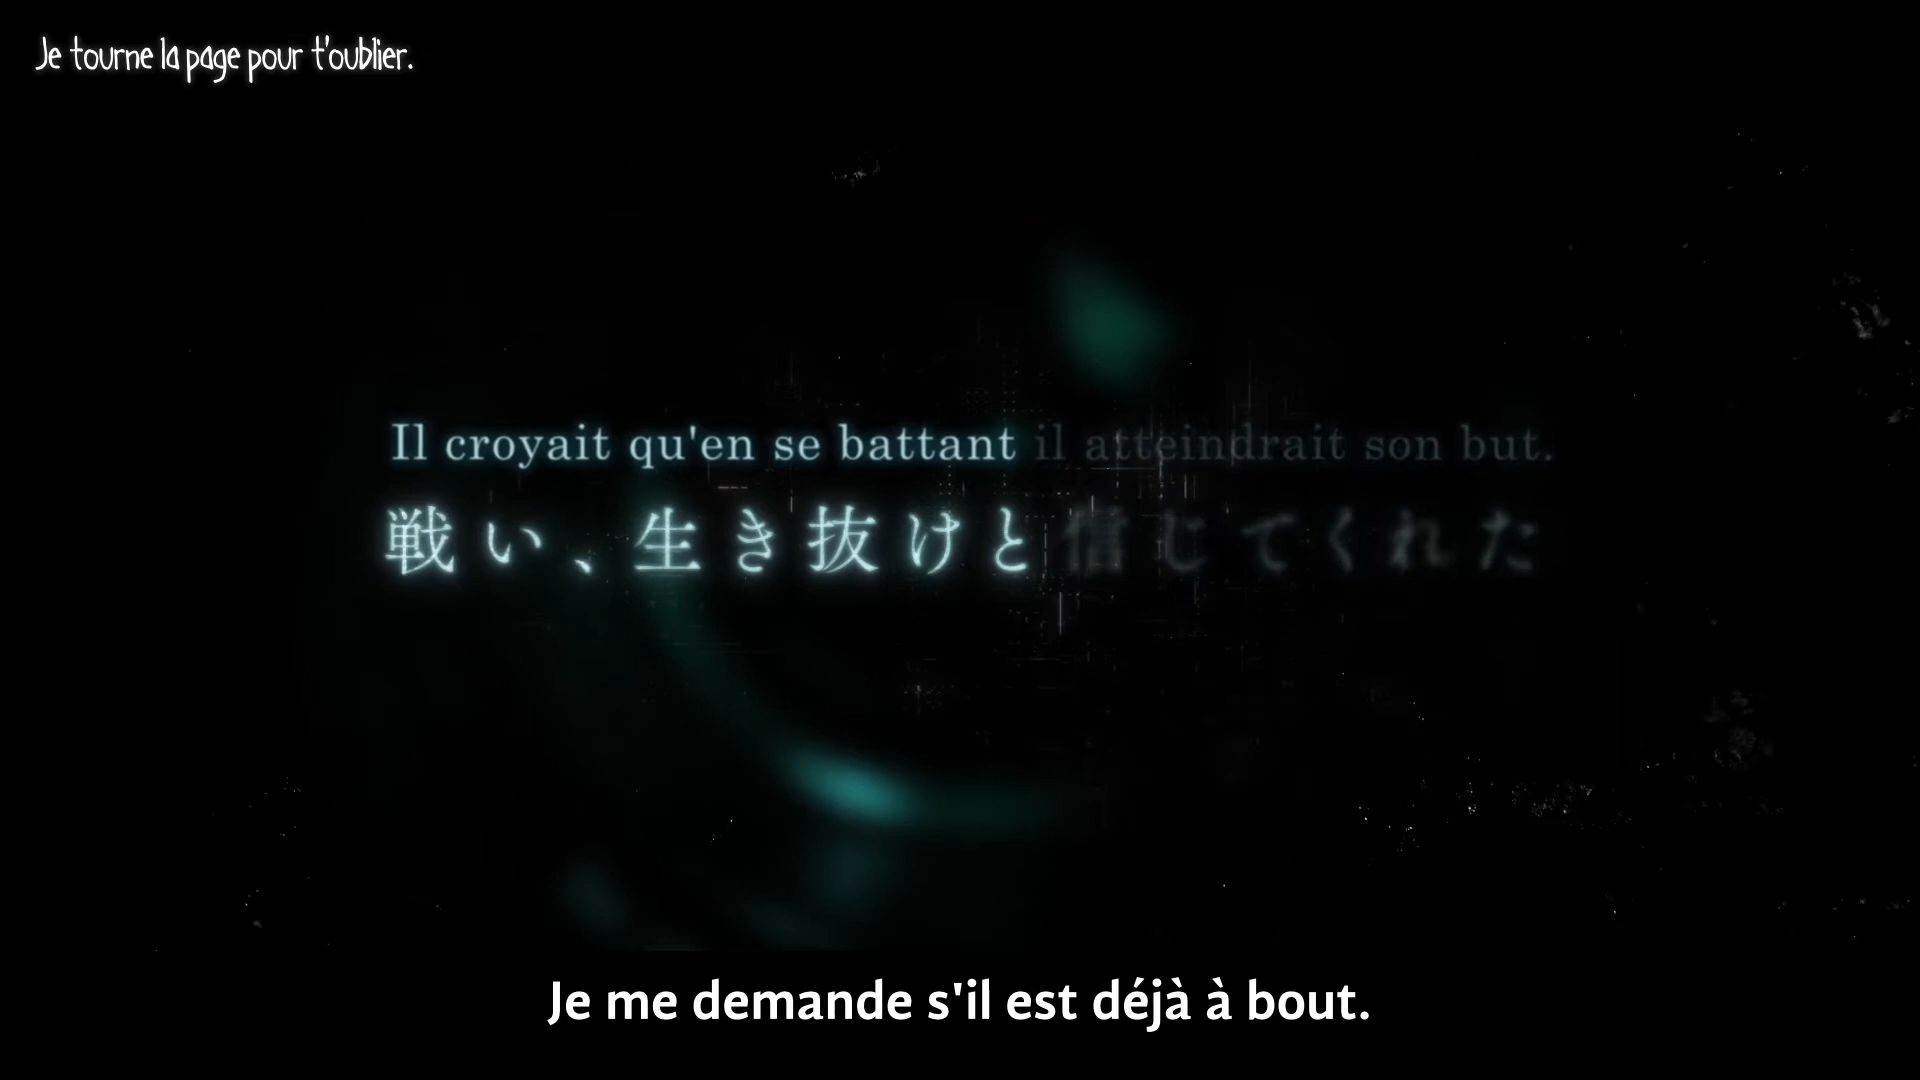 Je tourne la page pour t'oublier.
Il croyait qu'en se battant il atteindrait son but.
戦い、生き抜けと信じてくれた
Je me demande s'il est déjà à bout.